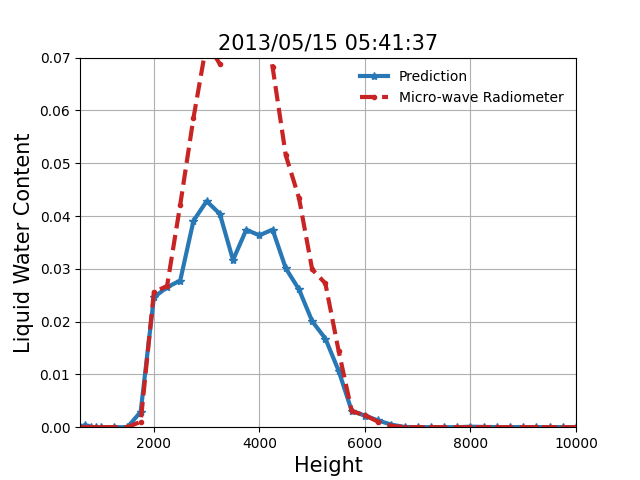 2013/05/15 05:41:37
Prediction
Micro-wave Radiometer
Liquid Water Content
0.07
0.06
0.05
0.04
0.03
0.02
0.01
0.00
2000 4000 6000 8000 10000
Height